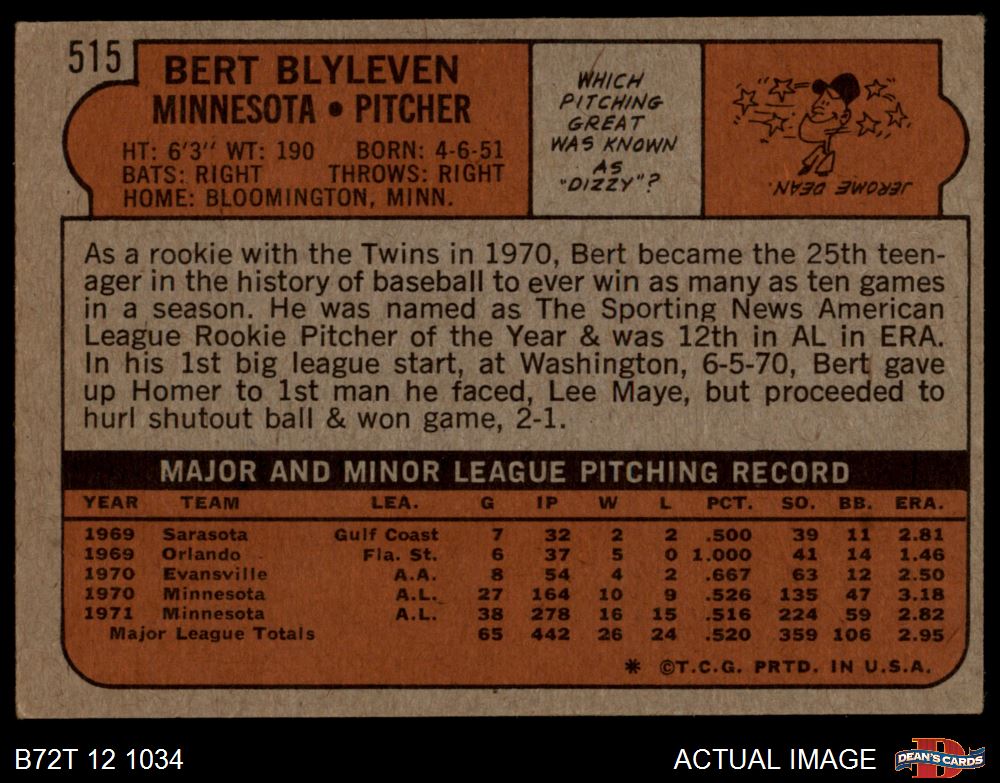 515
BERT BLYLEVEN
MINNESOTA • PITCHER
HT: 6'3" WT: 190 BORN: 4-6-51
BATS: RIGHT THROWS: RIGHT
HOME: BLOOMINGTON, MINN.
WHICH
PITCHING
GREAT
WAS KNOWN
AS
"DIZZY"?
JEROME DEAN.
As a rookie with the Twins in 1970, Bert became the 25th teen-
ager in the history of baseball to ever win as many as ten games
in a season. He was named as The Sporting News American
League Rookie Pitcher of the Year & was 12th in AL in ERA.
In his 1st big league start, at Washington, 6-5-70, Bert gave
up Homer to 1st man he faced, Lee Maye, but proceeded to
hurl shutout ball & won game, 2-1.
MAJOR AND MINOR LEAGUE PITCHING RECORD
YEAR TEAM LEA. G IP W L PCT. SO. BB. ERA.
1969 Sarasota Gulf Coast 7 32 2 2 .500 39 11 2.81
1969 Orlando Fla. St. 6 37 5 0 1.000 41 14 1.46
1970 Evansville A.A. 8 54 4 2 .667 63 12 2.50
1970 Minnesota A.L. 27 164 10 9 .526 135 47 3.18
1971 Minnesota A.L. 38 278 16 15 .516 224 59 2.82
Major League Totals 65 442 26 24 .520 359 106 2.95
* ©T.C.G. PRTD. IN U.S.A.
B72T 12 1034
ACTUAL IMAGE
D
DEAN'S CARDS